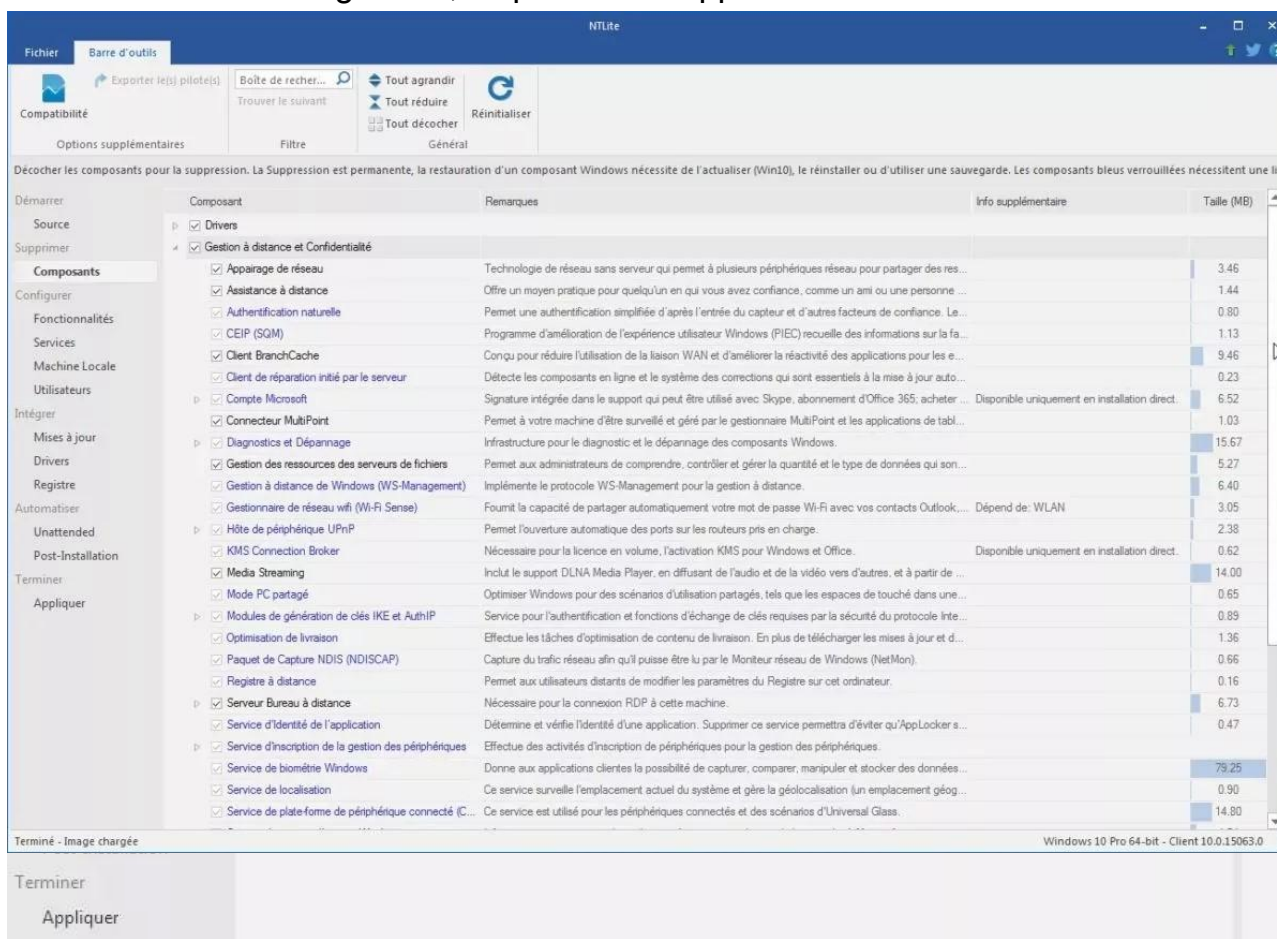 NTLite
Fichier Barre d'outils
Exporter le(s) pilote(s)
Compatibilité
Options supplémentaires
Boîte de recher...
Trouver le suivant
Filtre
Tout agrandir
Tout réduire
Tout décocher
Réinitialiser
Général
Décocher les composants pour la suppression. La Suppression est permanente, la restauration d'un composant Windows nécessite de l'actualiser (Win10), le réinstaller ou d'utiliser une sauvegarde. Les composants bleus verrouillées nécessitent une
Démarrer
Source
Supprimer
Composants
Configurer
Fonctionnalités
Services
Machine Locale
Utilisateurs
Intégrer
Mises à jour
Drivers
Registre
Automatiser
Unattended
Post-Installation
Terminer
Appliquer
Composant Remarques Info supplémentaire Taille (MB)
Drivers
Gestion à distance et Confidentialité
Appairage de réseau Technologie de réseau sans serveur qui permet à plusieurs périphériques réseau pour partager des res... 3.46
Assistance à distance Offre un moyen pratique pour quelqu'un en qui vous avez confiance, comme un ami ou une personne ... 1.44
Authentification naturelle Permet une authentification simplifiée d'après l'entrée du capteur et d'autres facteurs de confiance. Le... 0.80
CEIP (SQM) Programme d'amélioration de l'expérience utilisateur Windows (PIEC) recueille des informations sur la fa... 1.13
Client BranchCache Conçu pour réduire l'utilisation de la liaison WAN et d'améliorer la réactivité des applications pour les e... 9.46
Client de réparation initié par le serveur Détecte les composants en ligne et le système des corrections qui sont essentiels à la mise à jour auto... 0.23
Compte Microsoft Signature intégrée dans le support qui peut être utilisé avec Skype, abonnement d'Office 365; acheter ... Disponible uniquement en installation direct. 6.52
Connecteur MultiPoint Permet à votre machine d'être surveillé et géré par le gestionnaire MultiPoint et les applications de tabl... 1.03
Diagnostics et Dépannage Infrastructure pour le diagnostic et le dépannage des composants Windows. 15.67
Gestion des ressources des serveurs de fichiers Permet aux administrateurs de comprendre, contrôler et gérer la quantité et le type de données qui son... 5.27
Gestion à distance de Windows (WS-Management) Implémente le protocole WS-Management pour la gestion à distance. 6.40
Gestionnaire de réseau wifi (Wi-Fi Sense) Fournit la capacité de partager automatiquement votre mot de passe Wi-Fi avec vos contacts Outlook,... Dépend de: WLAN 3.05
Hôte de périphérique UPnP Permet l'ouverture automatique des ports sur les routeurs pris en charge. 2.38
KMS Connection Broker Nécessaire pour la licence en volume, l'activation KMS pour Windows et Office. Disponible uniquement en installation direct. 0.62
Media Streaming Inclut le support DLNA Media Player, en diffusant de l'audio et de la vidéo vers d'autres, et à partir de ... 14.00
Mode PC partagé Optimiser Windows pour des scénarios d'utilisation partagés, tels que les espaces de touché dans une... 0.65
Modules de génération de clés IKE et AuthIP Service pour l'authentification et fonctions d'échange de clés requises par la sécurité du protocole Inte... 0.89
Optimisation de livraison Effectue les tâches d'optimisation de contenu de livraison. En plus de télécharger les mises à jour et d... 1.36
Paquet de Capture NDIS (NDISCAP) Capture du trafic réseau afin qu'il puisse être lu par le Moniteur réseau de Windows (NetMon). 0.66
Registre à distance Permet aux utilisateurs distants de modifier les paramètres du Registre sur cet ordinateur. 0.16
Serveur Bureau à distance Nécessaire pour la connexion RDP à cette machine. 6.73
Service d'Identité de l'application Détermine et vérifie l'identité d'une application. Supprimer ce service permettra d'éviter qu'AppLocker s... 0.47
Service d'inscription de la gestion des périphériques Effectue des activités d'inscription de périphériques pour la gestion des périphériques.
Service de biométrie Windows Donne aux applications clientes la possibilité de capturer, comparer, manipuler et stocker des données... 79.25
Service de localisation Ce service surveille l'emplacement actuel du système et gère la géolocalisation (un emplacement géog... 0.90
Service de plate-forme de périphérique connecté (C... Ce service est utilisé pour les périphériques connectés et des scénarios d'Universal Glass. 14.80
Terminé - Image chargée Windows 10 Pro 64-bit - Client 10.0.15063.0
Terminer
Appliquer